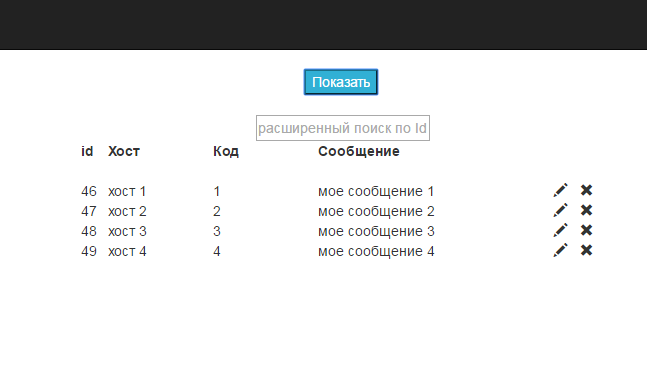 Показать
расширенный поиск по Id
id Хост Код Сообщение
46 хост 1 1 мое сообщение 1
47 хост 2 2 мое сообщение 2
48 хост 3 3 мое сообщение 3
49 хост 4 4 мое сообщение 4